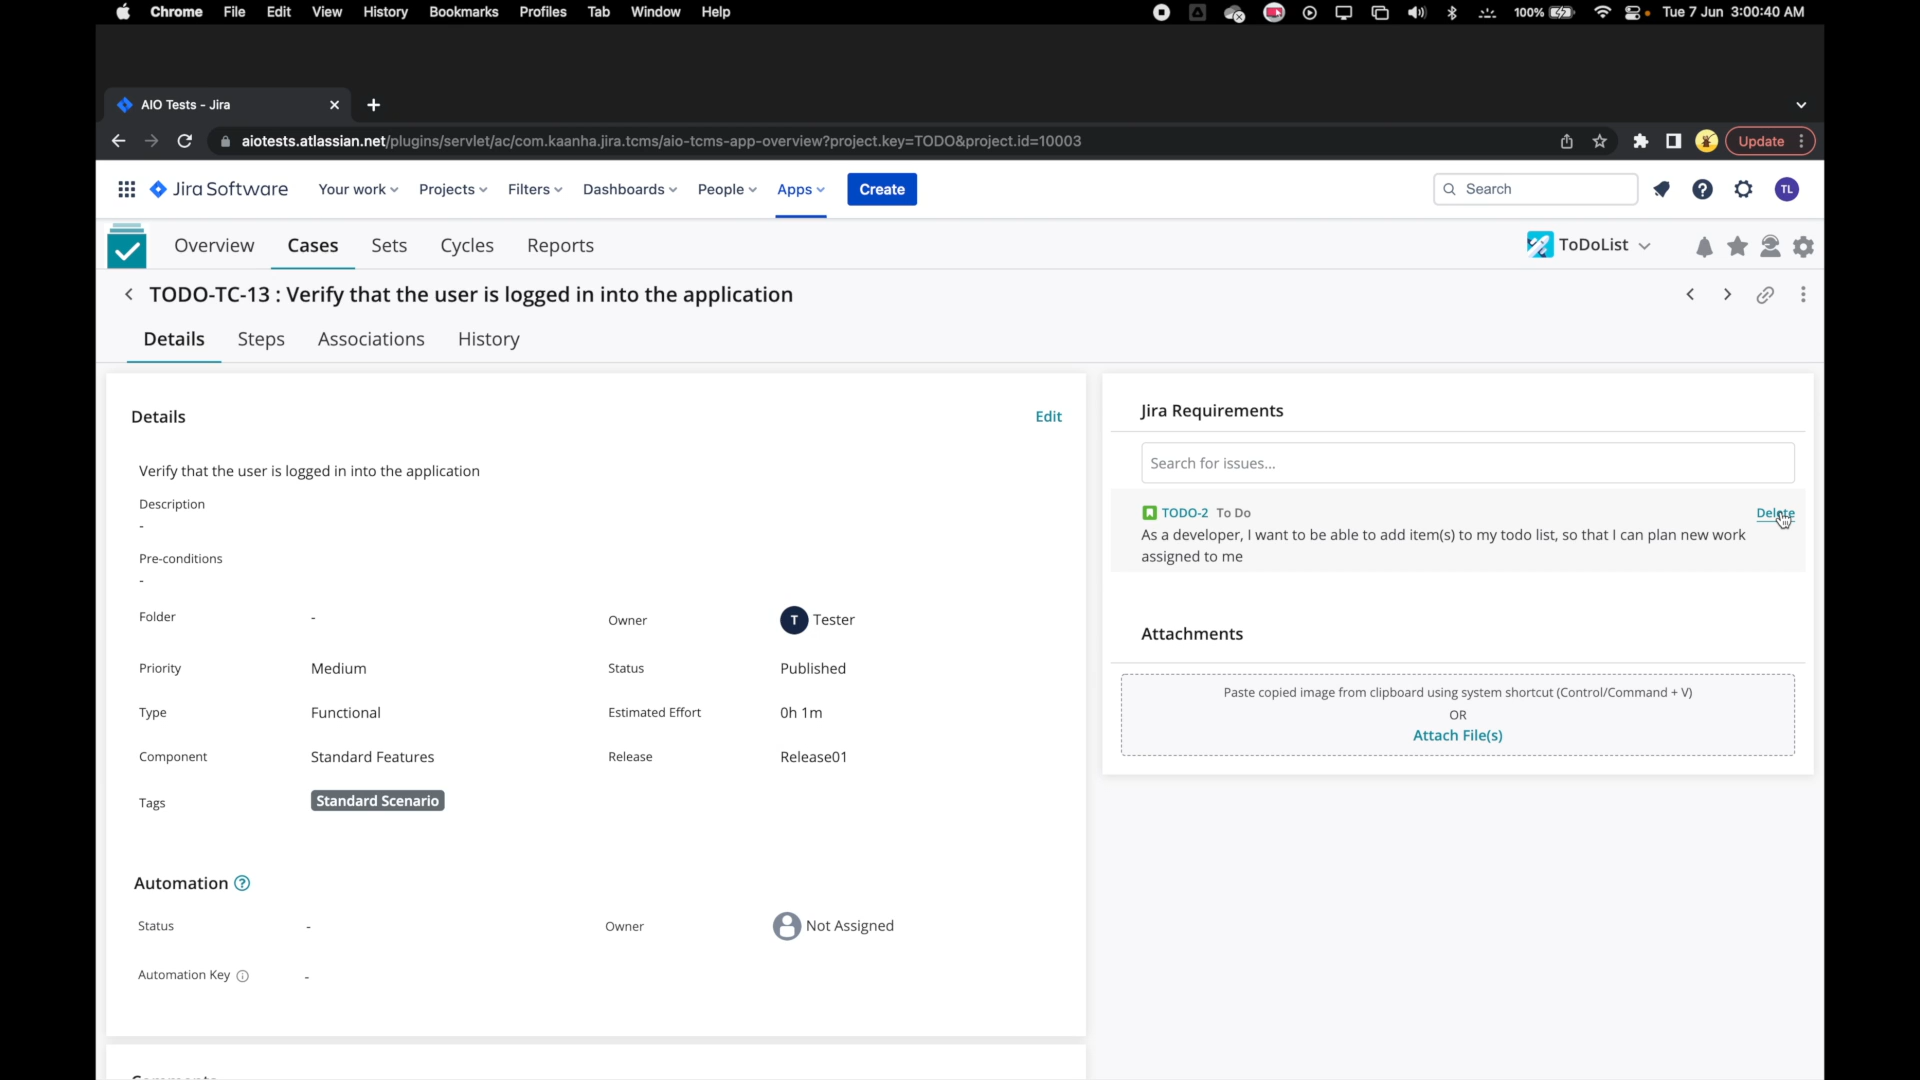 Chrome File Edit View History Bookmarks Profiles Tab Window Help 100% Tue 7 Jun 3:00:40 AM
AIO Tests - Jira
aiotests.atlassian.net/plugins/servlet/ac/com.kaanha.jira.tcms/aio-tcms-app-overview?project.key=TODO&project.id=10003 Update
Jira Software Your work Projects Filters Dashboards People Apps Create Search TL
Overview Cases Sets Cycles Reports ToDoList
TODO-TC-13 : Verify that the user is logged in into the application
Details Steps Associations History
Details Edit
Verify that the user is logged in into the application
Description
-
Pre-conditions
-
Folder - Owner T Tester
Priority Medium Status Published
Type Functional Estimated Effort 0h 1m
Component Standard Features Release Release01
Tags Standard Scenario
Automation ?
Status - Owner Not Assigned
Automation Key -
Jira Requirements
Search for issues...
TODO-2 To Do Delete
As a developer, I want to be able to add item(s) to my todo list, so that I can plan new work
assigned to me
Attachments
Paste copied image from clipboard using system shortcut (Control/Command + V)
OR
Attach File(s)